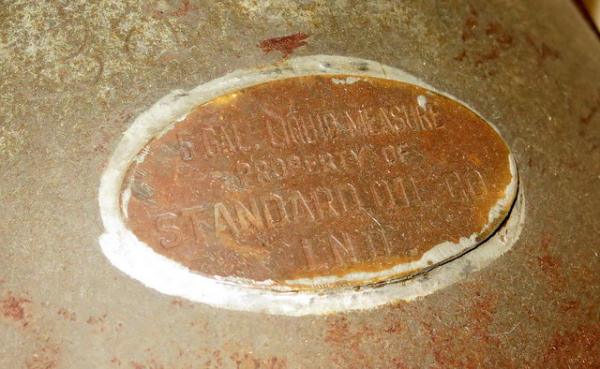 5 GAL. LIQUID MEASURE
PROPERTY OF
STANDARD OIL CO
IND.